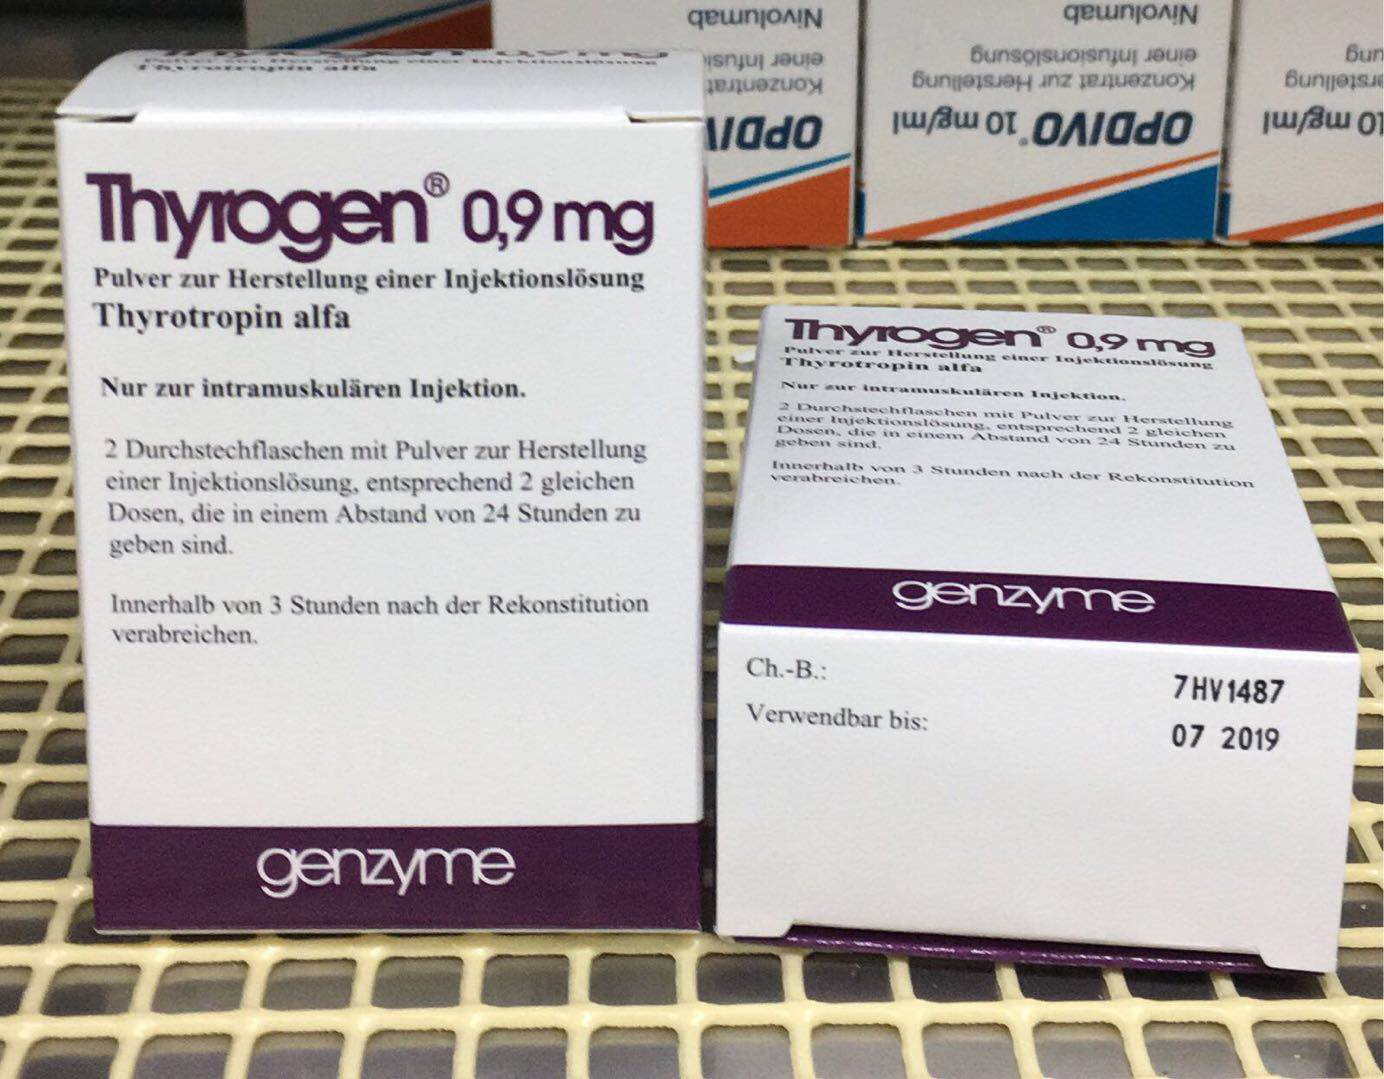 Thyrotropin alfa
Thyrogen® 0,9 mg
Pulver zur Herstellung einer Injektionslösung
Thyrotropin alfa
Nur zur intramuskulären Injektion.
2 Durchstechflaschen mit Pulver zur Herstellung
einer Injektionslösung, entsprechend 2 gleichen
Dosen, die in einem Abstand von 24 Stunden zu
geben sind.
Innerhalb von 3 Stunden nach der Rekonstitution
verabreichen.
genzyme
Thyrogen® 0,9 mg
Pulver zur Herstellung einer Injektionslösung
Thyrotropin alfa
Nur zur intramuskulären Injektion.
2 Durchstechflaschen mit Pulver zur Herstellung
einer Injektionslösung, entsprechend 2 gleichen
Dosen, die in einem Abstand von 24 Stunden zu
geben sind.
Innerhalb von 3 Stunden nach der Rekonstitution
verabreichen.
genzyme
Ch.-B.: 7HV1487
Verwendbar bis: 07 2019
OPDIVO
Konzentrat
einer
Nivolumab
OPDIVO® 10 mg/ml
Konzentrat zur Herstellung
einer Infusionslösung
Nivolumab
10 mg/ml